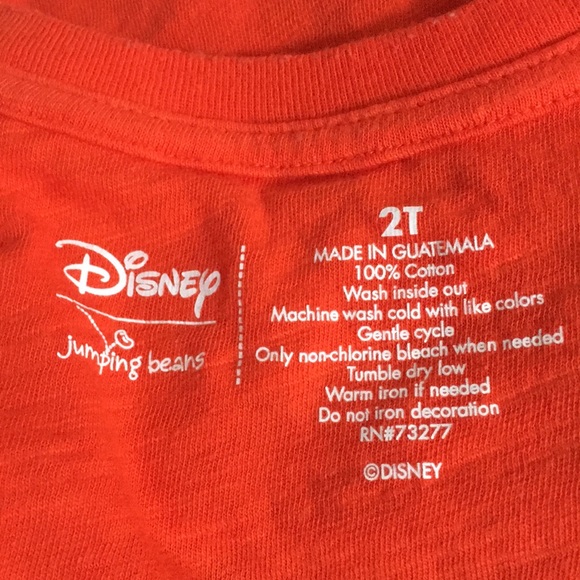 Disney
jumping beans
2T
MADE IN GUATEMALA
100% Cotton
Wash inside out
Machine wash cold with like colors
Gentle cycle
Only non-chlorine bleach when needed
Tumble dry low
Warm iron if needed
Do not iron decoration
RN#73277
©DISNEY